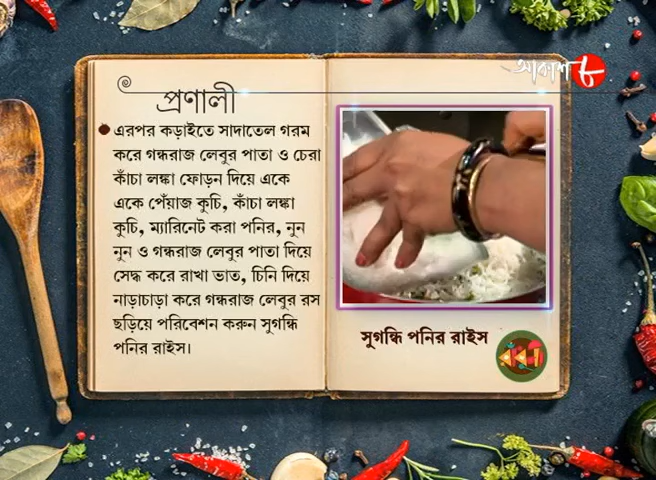 আকাশ ৮
প্রণালী
এরপর কড়াইতে সাদাতেল গরম
করে গন্ধরাজ লেবুর পাতা ও চেরা
কাঁচা লঙ্কা ফোড়ন দিয়ে একে
একে পেঁয়াজ কুচি, কাঁচা লঙ্কা
কুচি, ম্যারিনেট করা পনির, নুন
নুন ও গন্ধরাজ লেবুর পাতা দিয়ে
সেদ্ধ করে রাখা ভাত, চিনি দিয়ে
নাড়াচাড়া করে গন্ধরাজ লেবুর রস
ছড়িয়ে পরিবেশন করুন সুগন্ধি
পনির রাইস।
সুগন্ধি পনির রাইস